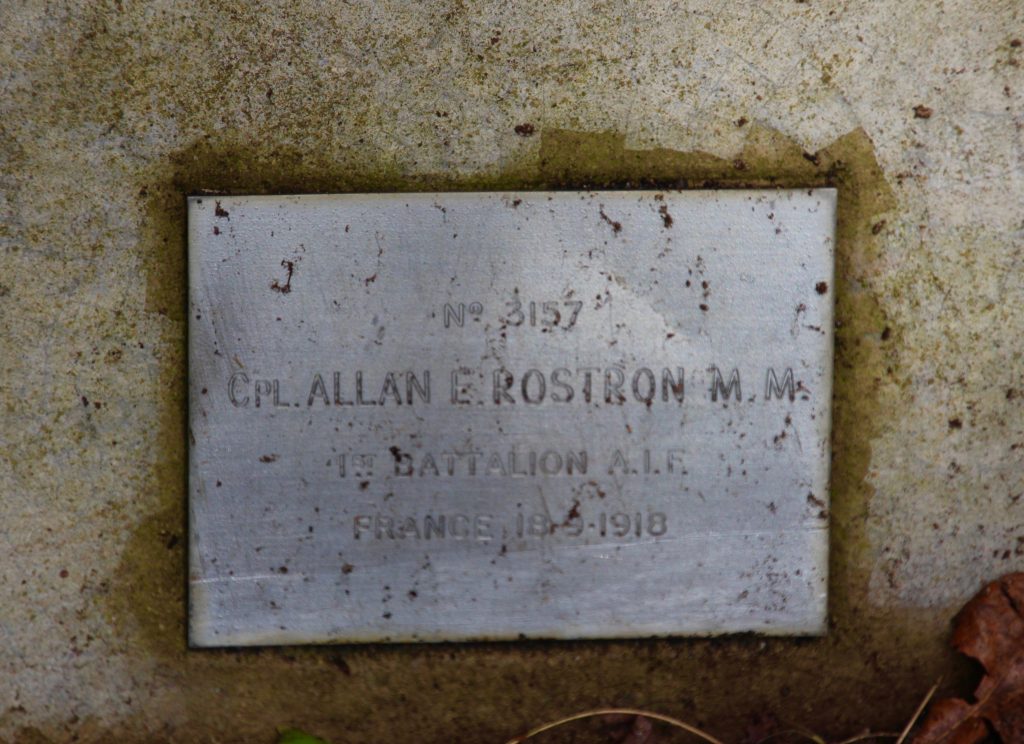 Nº 3157
CPL. ALLAN E. ROSTRON M.M.
1ST BATTALION A.I.F.
FRANCE 18-9-1918